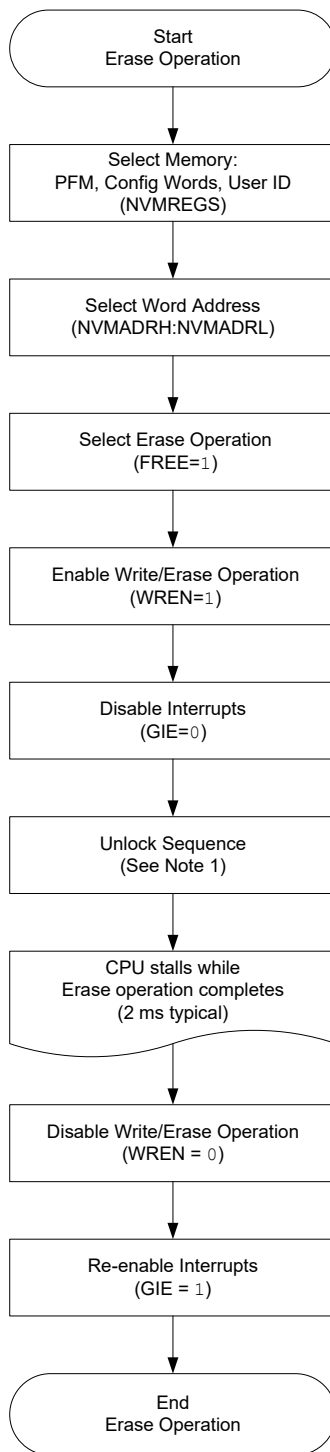 Start
Erase Operation
Select Memory:
PFM, Config Words, User ID
(NVMREGS)
Select Word Address
(NVMADRH:NVMADRL)
Select Erase Operation
(FREE=1)
Enable Write/Erase Operation
(WREN=1)
Disable Interrupts
(GIE=0)
Unlock Sequence
(See Note 1)
CPU stalls while
Erase operation completes
(2 ms typical)
Disable Write/Erase Operation
(WREN = 0)
Re-enable Interrupts
(GIE = 1)
End
Erase Operation